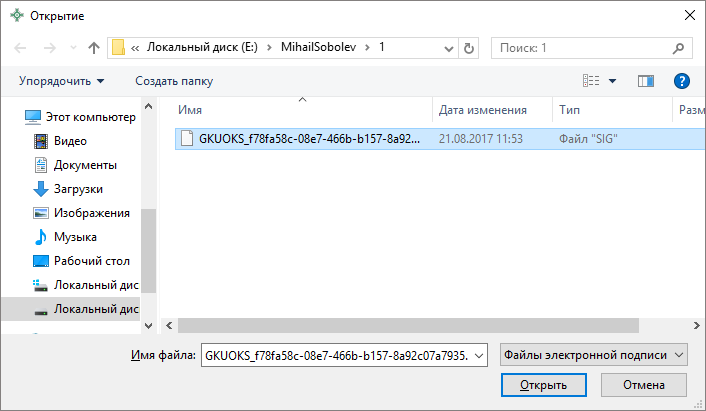 Открытие
« Локальный диск (E:) > MihailSobolev > 1
Поиск: 1
Упорядочить
Создать папку
?
Этот компьютер
Видео
Документы
Загрузки
Изображения
Музыка
Рабочий стол
Локальный дис
Локальный дис
Имя Дата изменения Тип Разм
GKUOKS_f78fa58c-08e7-466b-b157-8a92... 21.08.2017 11:53 Файл "SIG"
Имя файла: GKUOKS_f78fa58c-08e7-466b-b157-8a92c07a7935. Файлы электронной подписи
Открыть Отмена